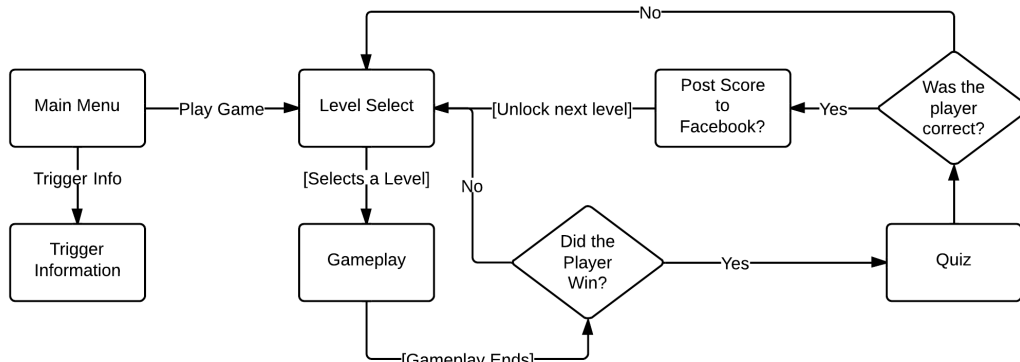 No
Main Menu
Play Game
Level Select
[Unlock next level]
Post Score
to
Facebook?
Yes
Was the
player
correct?
Trigger Info
[Selects a Level]
No
Trigger
Information
Gameplay
Did the
Player
Win?
Yes
Quiz
[Gameplay Ends]